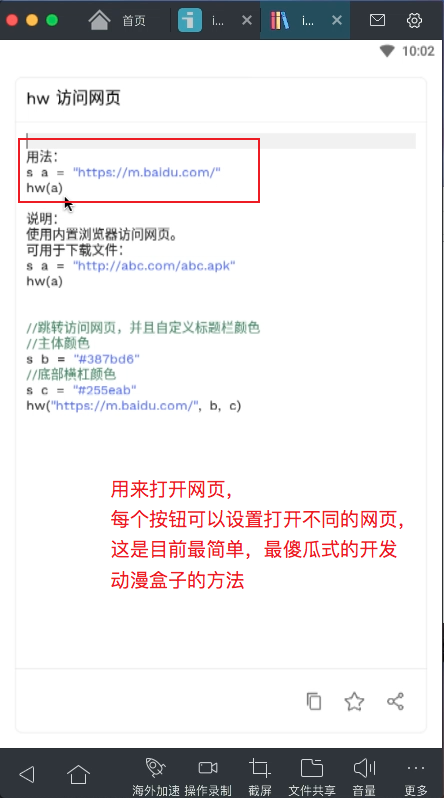 首页
i...
i...
10:02
hw 访问网页
用法：
s a = "https://m.baidu.com/"
hw(a)
说明：
使用内置浏览器访问网页。
可用于下载文件：
s a = "http://abc.com/abc.apk"
hw(a)
//跳转访问网页，并且自定义标题栏颜色
//主体颜色
s b = "#387bd6"
//底部横杠颜色
s c = "#255eab"
hw("https://m.baidu.com/", b, c)
用来打开网页，
每个按钮可以设置打开不同的网页，
这是目前最简单，最傻瓜式的开发
动漫盒子的方法
海外加速 操作录制 截屏 文件共享 音量 更多